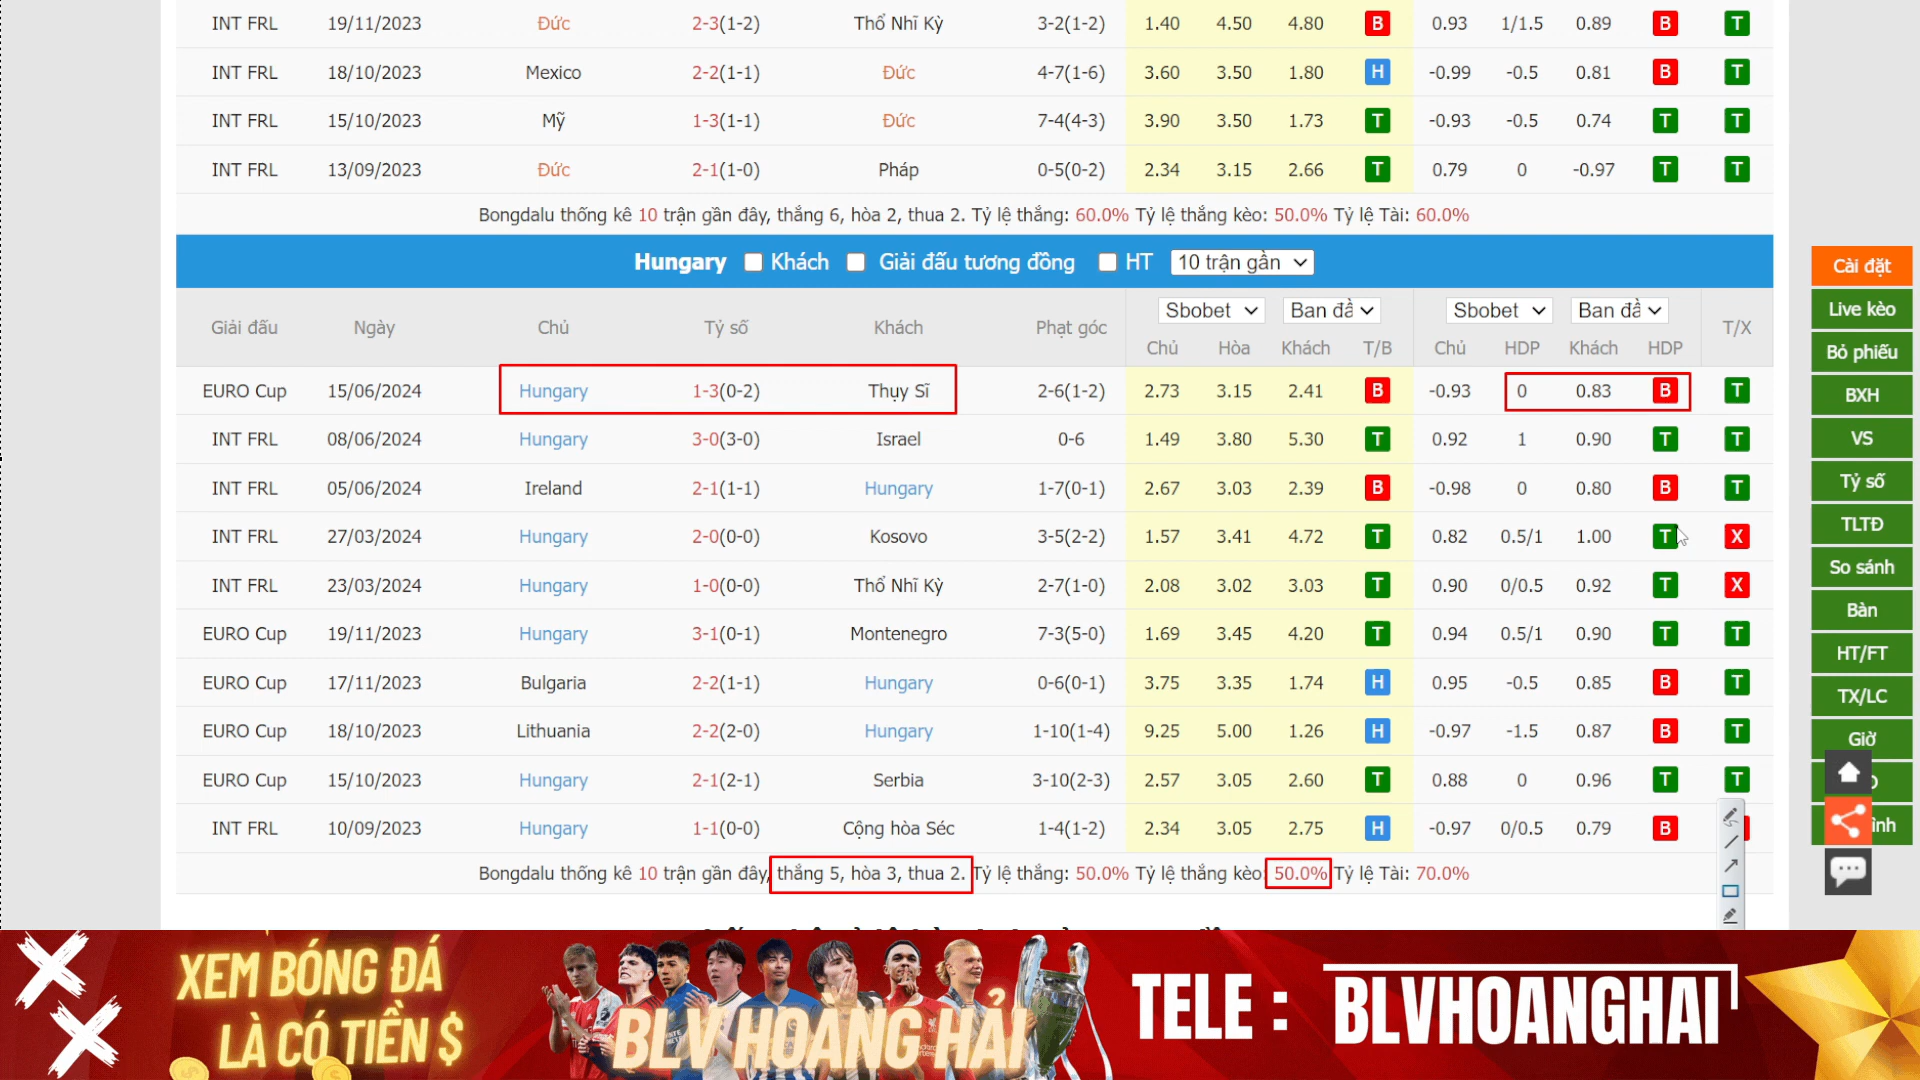 INT FRL 19/11/2023 Đức 2-3(1-2) Thổ Nhĩ Kỳ 3-2(1-2) 1.40 4.50 4.80 B 0.93 1/1.5 0.89 B T
INT FRL 18/10/2023 Mexico 2-2(1-1) Đức 4-7(1-6) 3.60 3.50 1.80 H -0.99 -0.5 0.81 B T
INT FRL 15/10/2023 Mỹ 1-3(1-1) Đức 7-4(4-3) 3.90 3.50 1.73 T -0.93 -0.5 0.74 T T
INT FRL 13/09/2023 Đức 2-1(1-0) Pháp 0-5(0-2) 2.34 3.15 2.66 T 0.79 0 -0.97 T T
Bongdalu thống kê 10 trận gần đây, thắng 6, hòa 2, thua 2. Tỷ lệ thắng: 60.0% Tỷ lệ thắng kèo: 50.0% Tỷ lệ Tài: 60.0%
Hungary Khách Giải đấu tương đồng HT 10 trận gần
Sbobet Ban đầ Sbobet Ban đầ
Giải đấu Ngày Chủ Tỷ số Khách Phạt góc T/X
Chủ Hòa Khách T/B Chủ HDP Khách HDP
EURO Cup 15/06/2024 Hungary 1-3(0-2) Thụy Sĩ 2-6(1-2) 2.73 3.15 2.41 B -0.93 0 0.83 B T
INT FRL 08/06/2024 Hungary 3-0(3-0) Israel 0-6 1.49 3.80 5.30 T 0.92 1 0.90 T T
INT FRL 05/06/2024 Ireland 2-1(1-1) Hungary 1-7(0-1) 2.67 3.03 2.39 B -0.98 0 0.80 B T
INT FRL 27/03/2024 Hungary 2-0(0-0) Kosovo 3-5(2-2) 1.57 3.41 4.72 T 0.82 0.5/1 1.00 T X
INT FRL 23/03/2024 Hungary 1-0(0-0) Thổ Nhĩ Kỳ 2-7(1-0) 2.08 3.02 3.03 T 0.90 0/0.5 0.92 T X
EURO Cup 19/11/2023 Hungary 3-1(0-1) Montenegro 7-3(5-0) 1.69 3.45 4.20 T 0.94 0.5/1 0.90 T T
EURO Cup 17/11/2023 Bulgaria 2-2(1-1) Hungary 0-6(0-1) 3.75 3.35 1.74 H 0.95 -0.5 0.85 B T
EURO Cup 18/10/2023 Lithuania 2-2(2-0) Hungary 1-10(1-4) 9.25 5.00 1.26 H -0.97 -1.5 0.87 B T
EURO Cup 15/10/2023 Hungary 2-1(2-1) Serbia 3-10(2-3) 2.57 3.05 2.60 T 0.88 0 0.96 T T
INT FRL 10/09/2023 Hungary 1-1(0-0) Cộng hòa Séc 1-4(1-2) 2.34 3.05 2.75 H -0.97 0/0.5 0.79 B
Bongdalu thống kê 10 trận gần đây, thắng 5, hòa 3, thua 2. Tỷ lệ thắng: 50.0% Tỷ lệ thắng kèo: 50.0% Tỷ lệ Tài: 70.0%
Cài đặt
Live kèo
Bỏ phiếu
BXH
VS
Tỷ số
TLTĐ
So sánh
Bàn
HT/FT
TX/LC
Giờ
XEM BÓNG ĐÁ
LÀ CÓ TIỀN $
BLV HOÀNG HẢI
TELE : BLVHOANGHAI